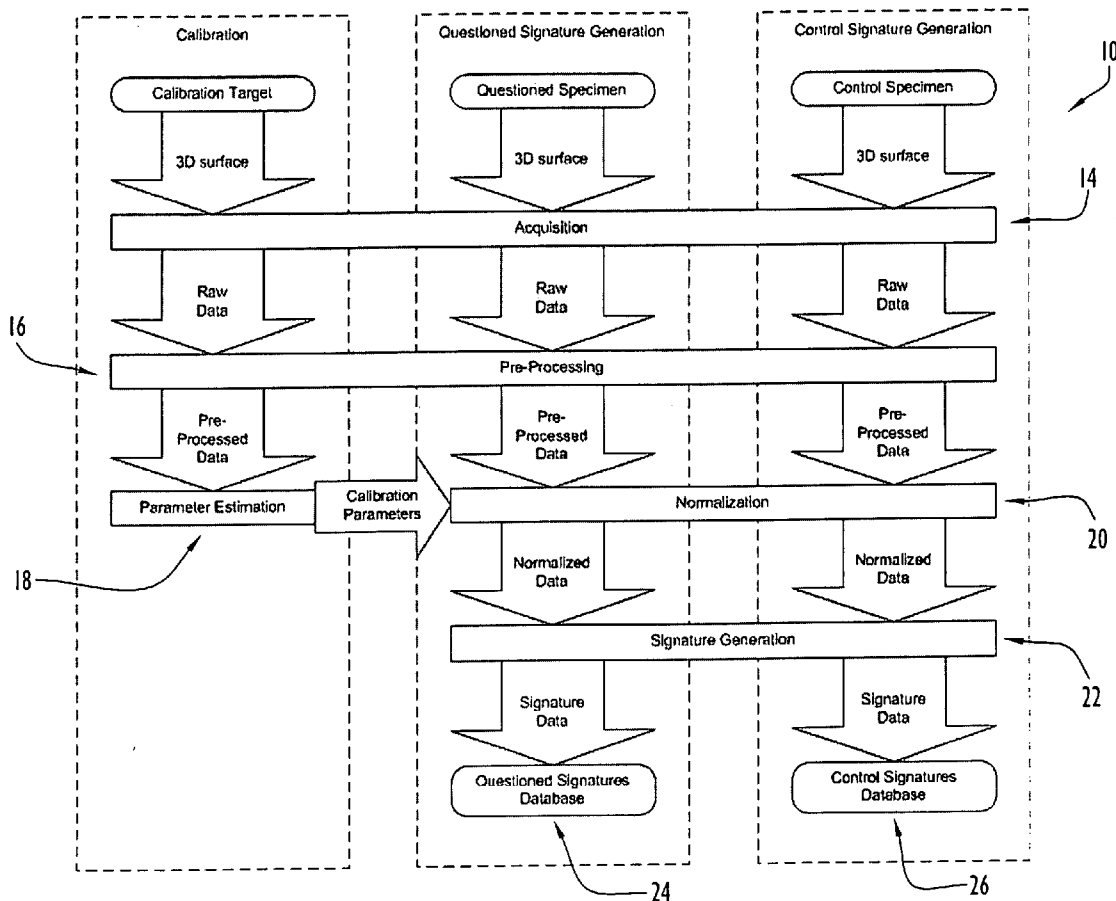 Calibration
Questioned Signature Generation
Control Signature Generation
10
Calibration Target
Questioned Specimen
Control Specimen
3D surface
3D surface
3D surface
14
Acquisition
Raw
Data
Raw
Data
Raw
Data
16
Pre-Processing
Pre-
Processed
Data
Pre-
Processed
Data
Pre-
Processed
Data
Parameter Estimation
Calibration
Parameters
Normalization
18
20
Normalized
Data
Normalized
Data
Signature Generation
22
Signature
Data
Signature
Data
Questioned Signatures
Database
Control Signatures
Database
24
26